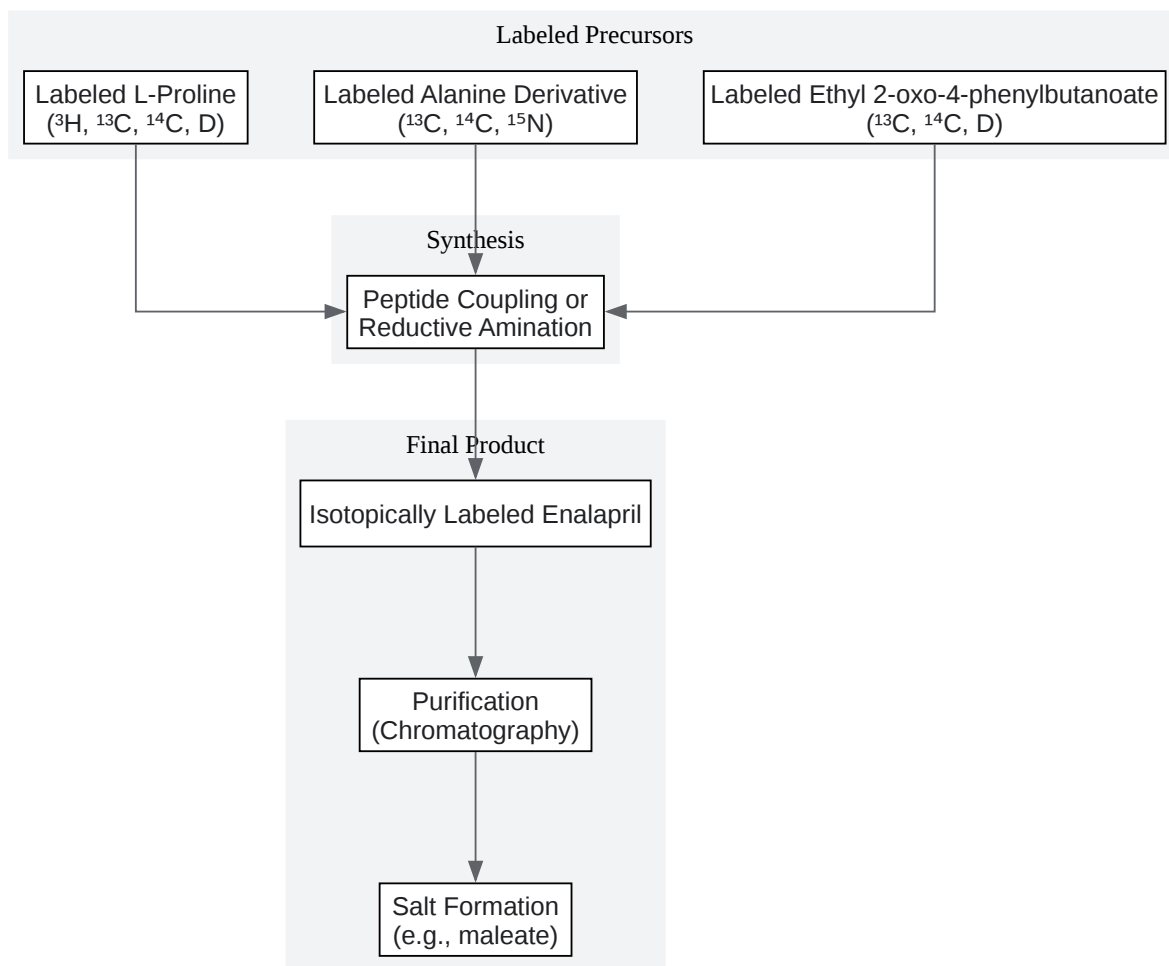 Labeled Precursors
Labeled L-Proline
(³H, ¹³C, ¹⁴C, D)
Labeled Alanine Derivative
(¹³C, ¹⁴C, ¹⁵N)
Labeled Ethyl 2-oxo-4-phenylbutanoate
(¹³C, ¹⁴C, D)
Synthesis
Peptide Coupling or
Reductive Amination
Final Product
Isotopically Labeled Enalapril
Purification
(Chromatography)
Salt Formation
(e.g., maleate)